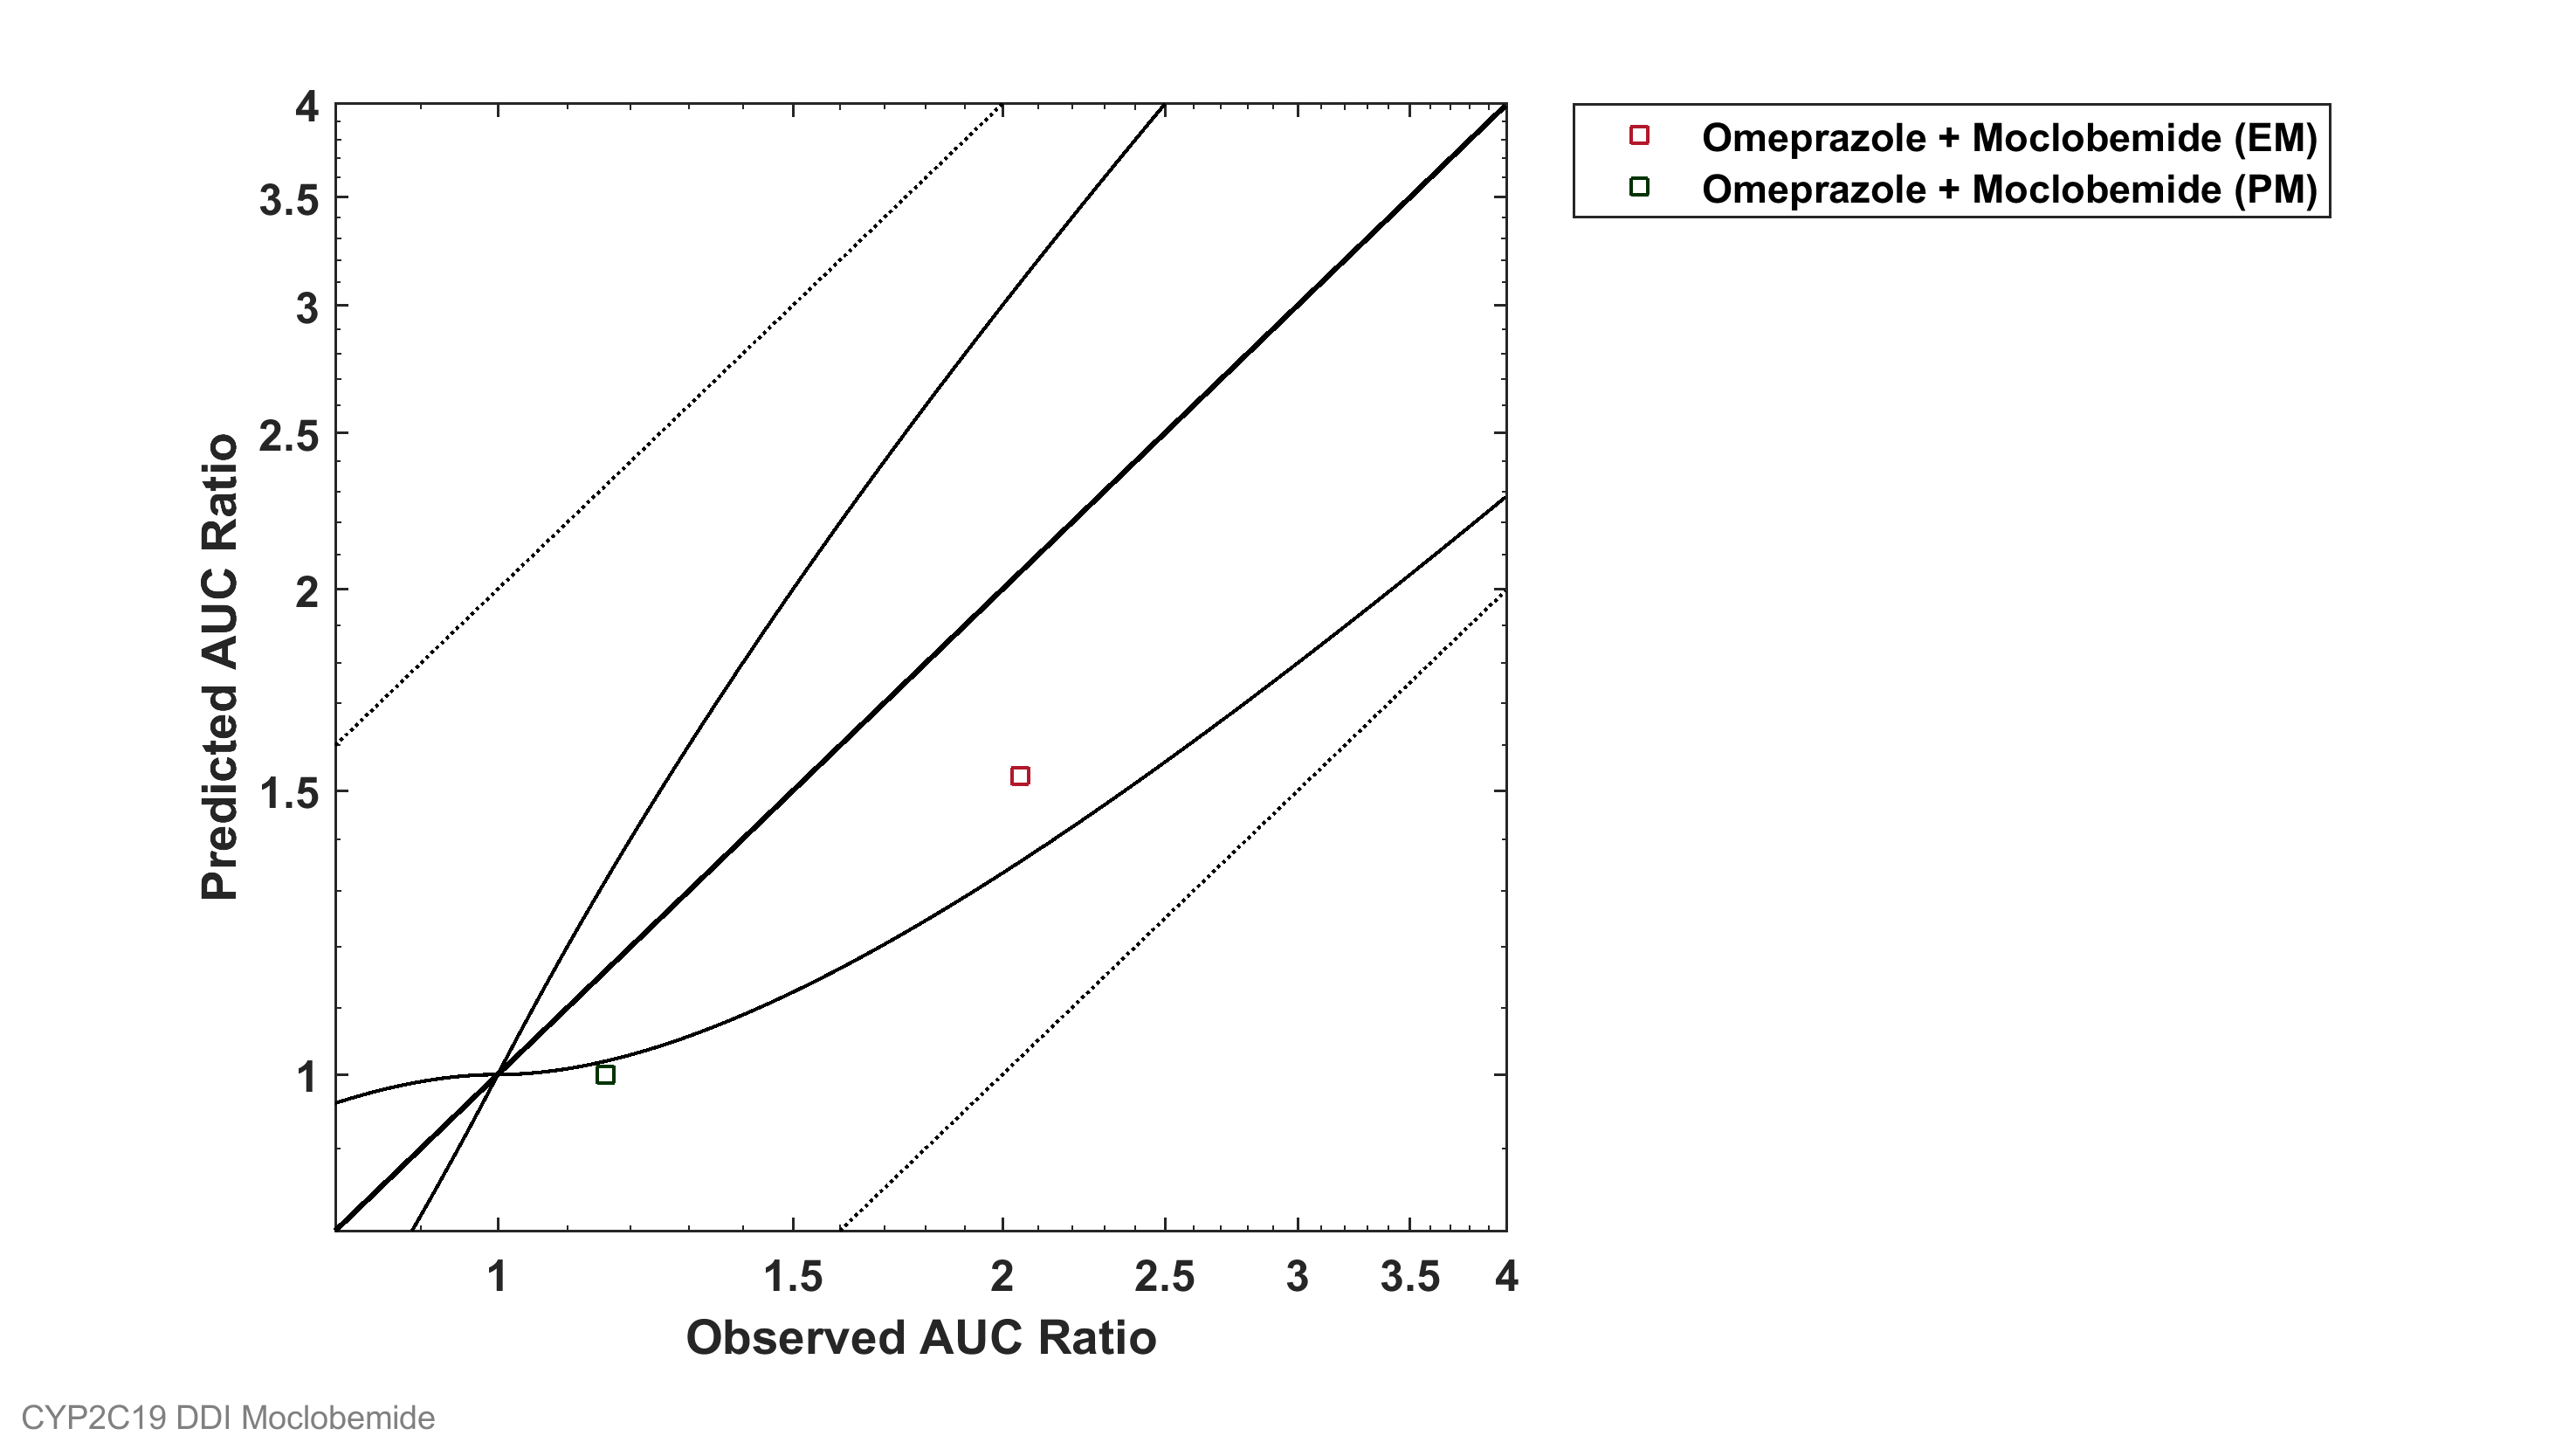 Omeprazole + Moclobemide (EM)
Omeprazole + Moclobemide (PM)
4
3.5
3
2.5
2
1.5
1
Predicted AUC Ratio
1 1.5 2 2.5 3 3.5 4
Observed AUC Ratio
CYP2C19 DDI Moclobemide